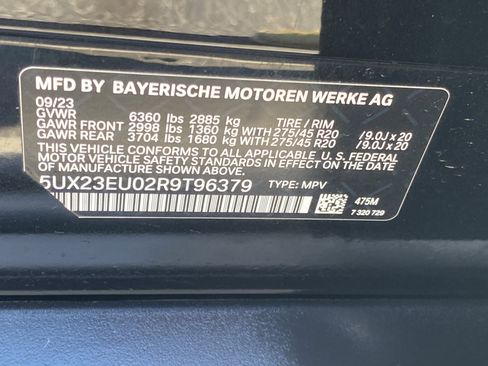 MFD BY BAYERISCHE MOTOREN WERKE AG
09/23
GVWR 6360 lbs 2885 kg TIRE / RIM
GAWR FRONT 2998 lbs 1360 kg WITH 275/45 R20 /9.0J x 20
GAWR REAR 3704 lbs 1680 kg WITH 275/45 R20 /9.0J x 20
THIS VEHICLE CONFORMS TO ALL APPLICABLE U.S. FEDERAL
MOTOR VEHICLE SAFETY STANDARDS IN EFFECT ON THE
DATE OF MANUFACTURE SHOWN ABOVE.
5UX23EU02R9T96379 TYPE: MPV
475M
7 320 729